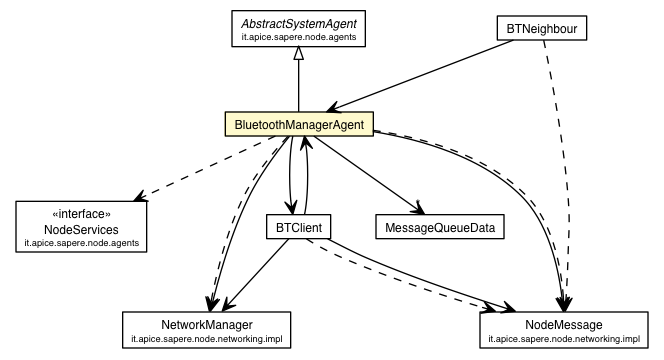 AbstractSystemAgent
it.apice.sapere.node.agents
BTNeighbour
BluetoothManagerAgent
«interface»
NodeServices
it.apice.sapere.node.agents
BTClient
MessageQueueData
NetworkManager
it.apice.sapere.node.networking.impl
NodeMessage
it.apice.sapere.node.networking.impl